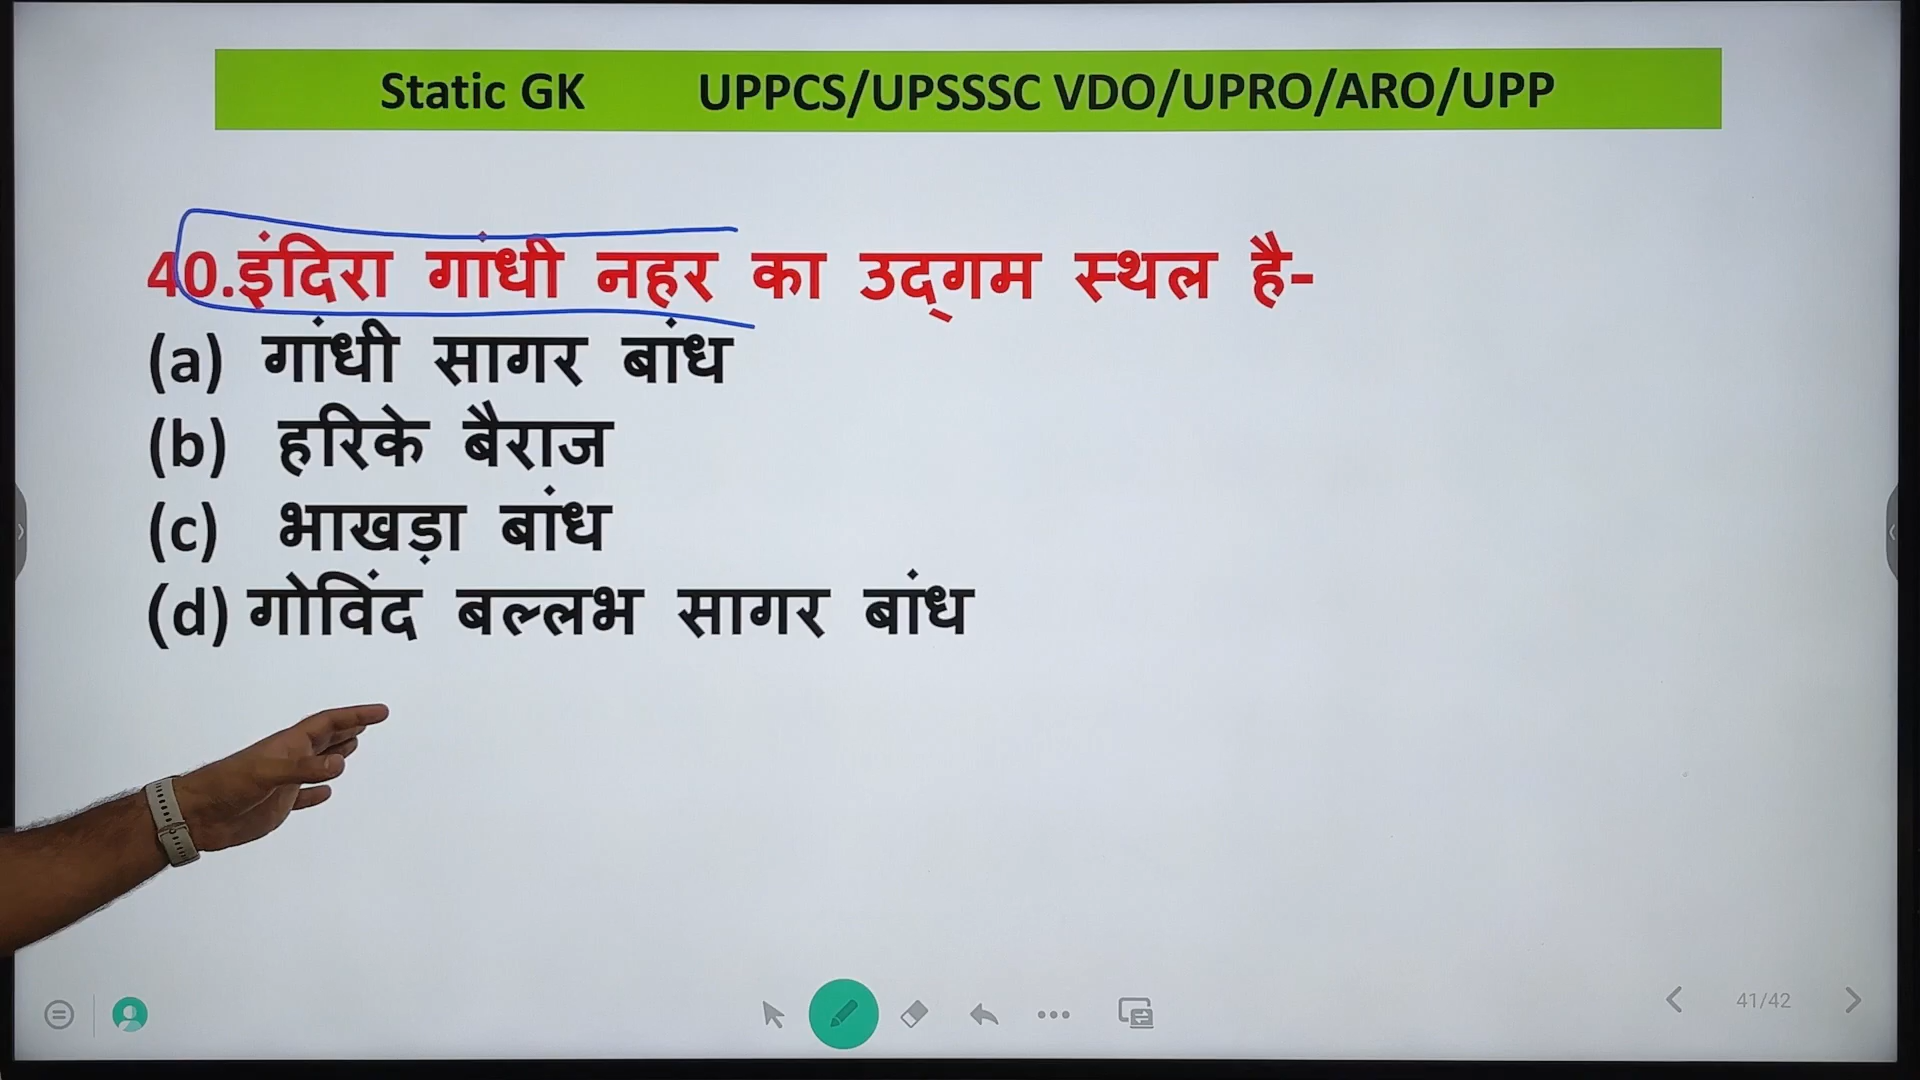 Static GK UPPCS/UPSSSC VDO/UPRO/ARO/UPP
40.इंदिरा गांधी नहर का उद्गम स्थल है-
(a) गांधी सागर बांध
(b) हरिके बैराज
(c) भाखड़ा बांध
(d) गोविंद बल्लभ सागर बांध
41/42